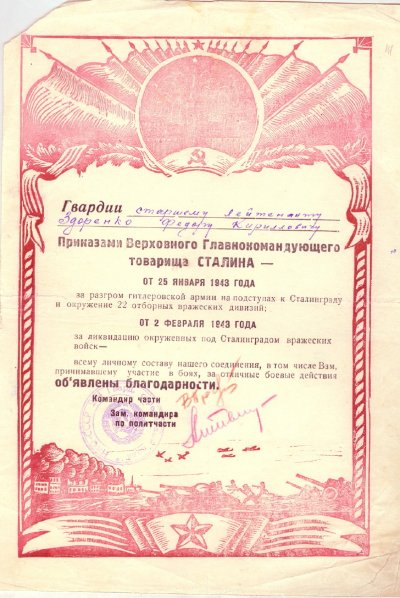 Гвардии старшему лейтенанту
Здоренко Федору Кирилловичу
Приказами Верховного Главнокомандующего
товарища СТАЛИНА —
ОТ 25 ЯНВАРЯ 1943 ГОДА
за разгром гитлеровской армии на подступах к Сталинграду
и окружение 22 отборных вражеских дивизий;
ОТ 2 ФЕВРАЛЯ 1943 ГОДА
за ликвидацию окруженных под Сталинградом вражеских
войск—
всему личному составу нашего соединения, в том числе Вам,
принимавшему участие в боях, за отличные боевые действия
об'явлены благодарности.
Командир части
Зам. командира
по политчасти